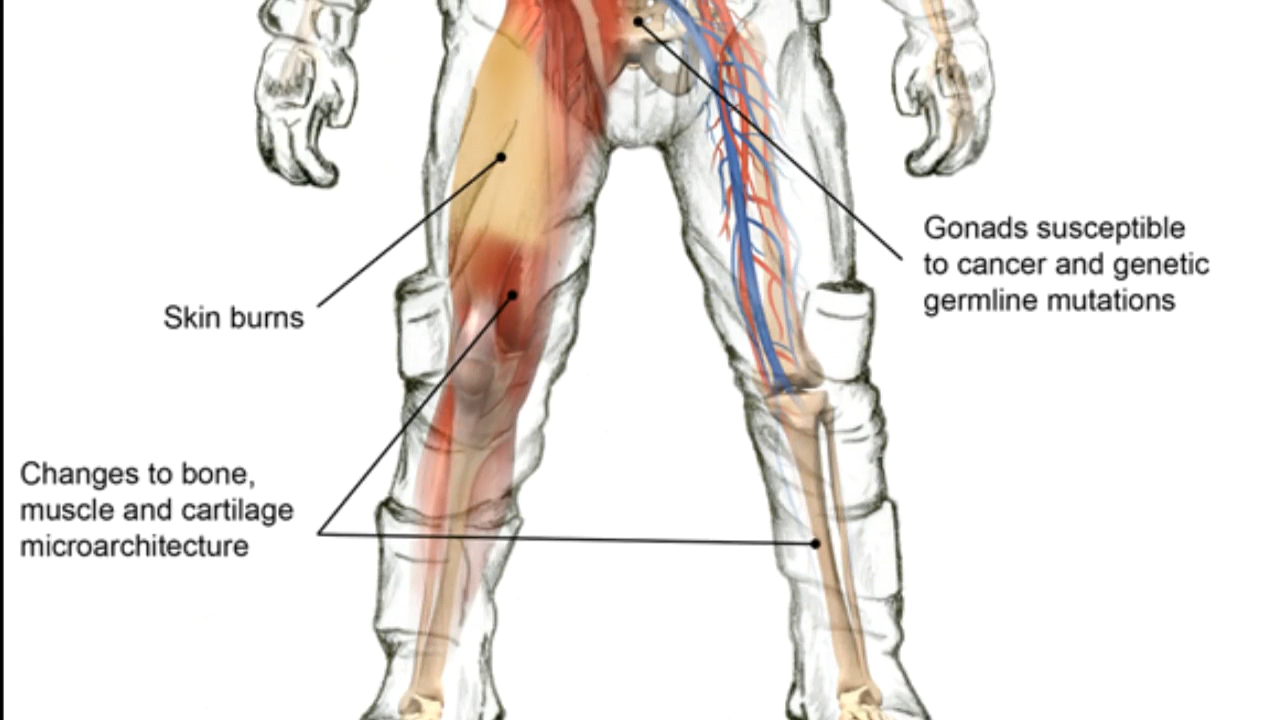 Gonads susceptible
to cancer and genetic
germline mutations
Skin burns
Changes to bone,
muscle and cartilage
microarchitecture